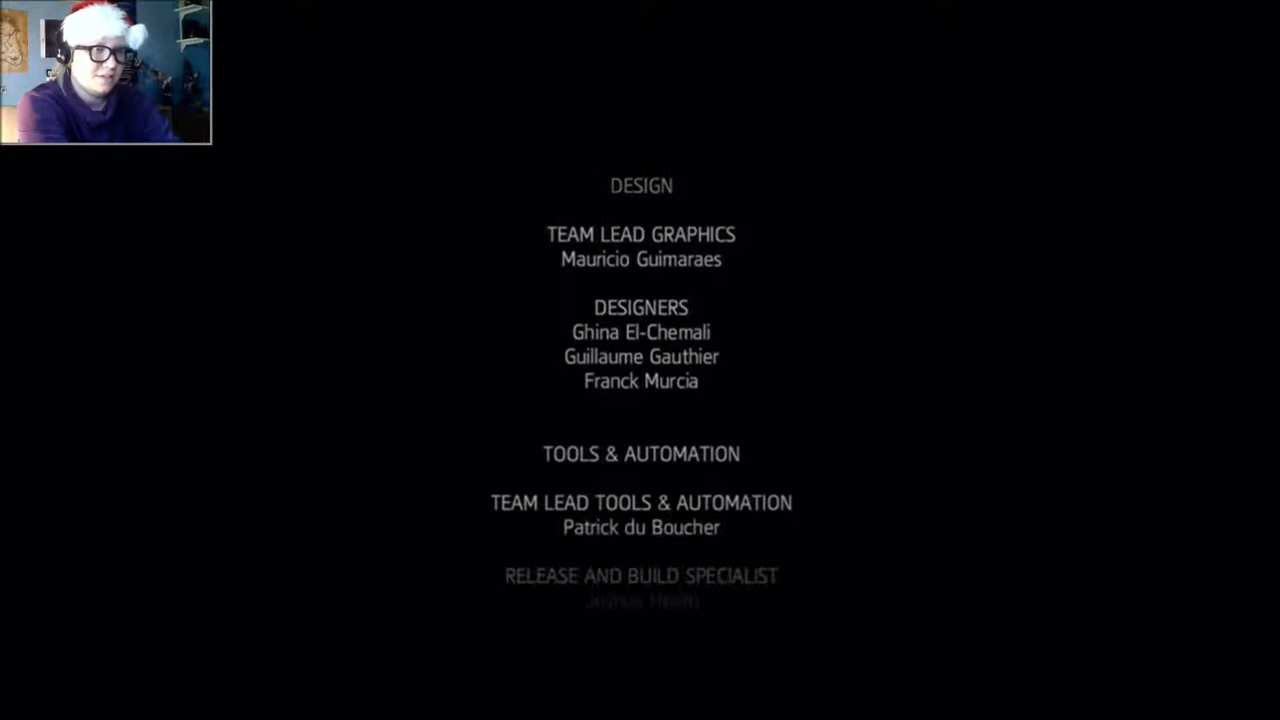 DESIGN
TEAM LEAD GRAPHICS
Mauricio Guimaraes
DESIGNERS
Ghina El-Chemali
Guillaume Gauthier
Franck Murcia
TOOLS & AUTOMATION
TEAM LEAD TOOLS & AUTOMATION
Patrick du Boucher
RELEASE AND BUILD SPECIALIST